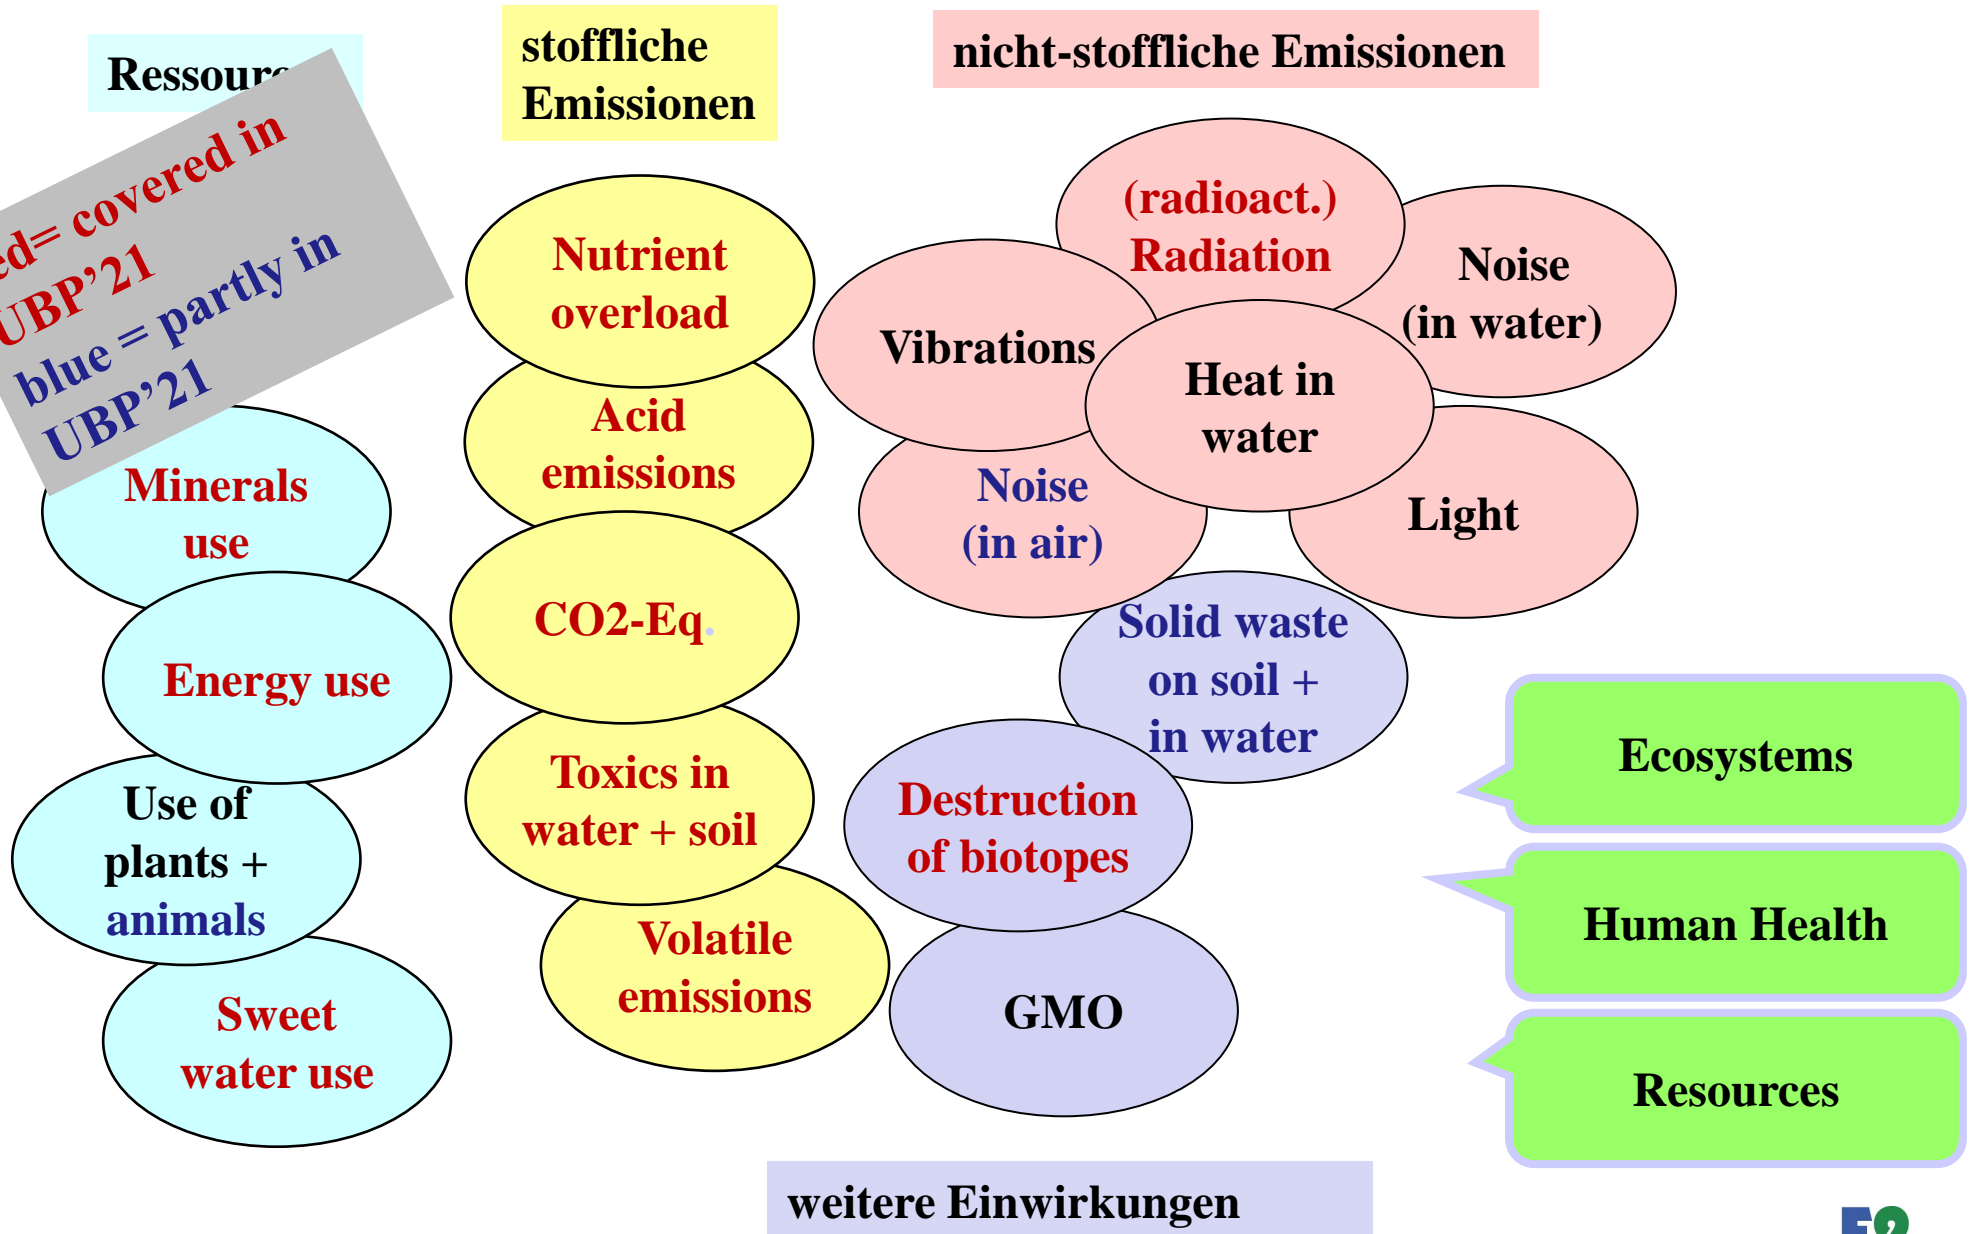 stoffliche
Emissionen
nicht-stoffliche Emissionen
covered in
UBP’21
blue = partly in
UBP’21
Minerals
use
Energy use
Use of
plants +
animals
Sweet
water use
Nutrient
overload
Acid
emissions
CO2-Eq.
Toxics in
water + soil
Volatile
emissions
(radioact.)
Radiation
Noise
(in water)
Vibrations
Heat in
water
Noise
(in air)
Light
Solid waste
on soil +
in water
Destruction
of biotopes
GMO
Ecosystems
Human Health
Resources
weitere Einwirkungen